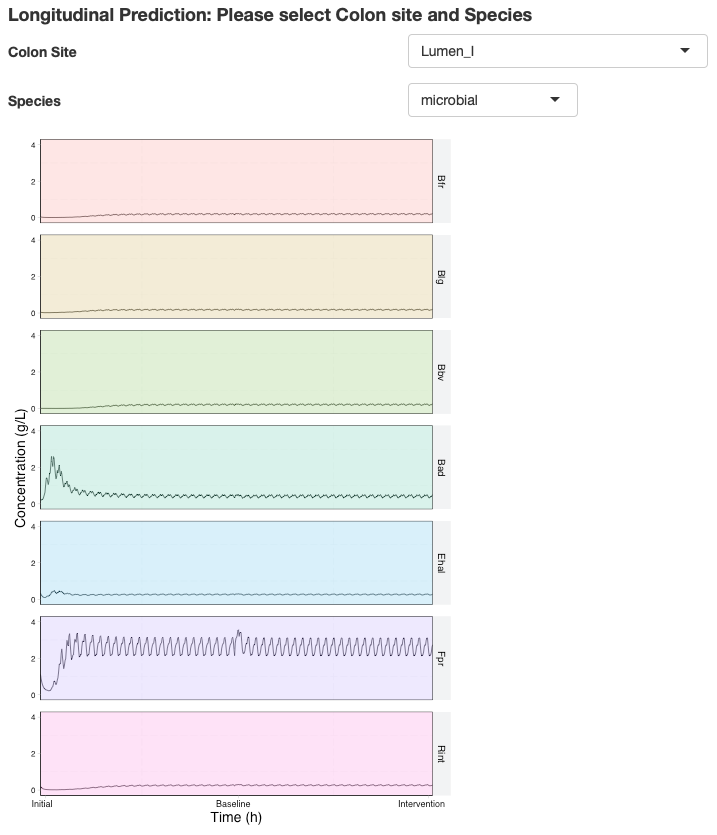 Longitudinal Prediction: Please select Colon site and Species
Colon Site
Lumen_I
Species
microbial
4
2
0
Bfr
4
2
0
Blg
4
2
0
Bbv
4
2
0
Bad
4
2
0
Ehal
4
2
0
Fpr
4
2
0
Rint
Concentration (g/L)
Initial
Baseline
Intervention
Time (h)